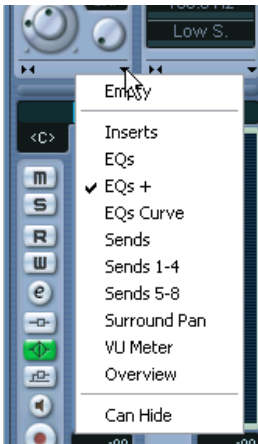 Low S.
Empty
<C>
Inserts
EQs
m
EQs +
S
EQs Curve
R
Sends
W
Sends 1-4
e
Sends 5-8
Surround Pan
VU Meter
Overview
Can Hide